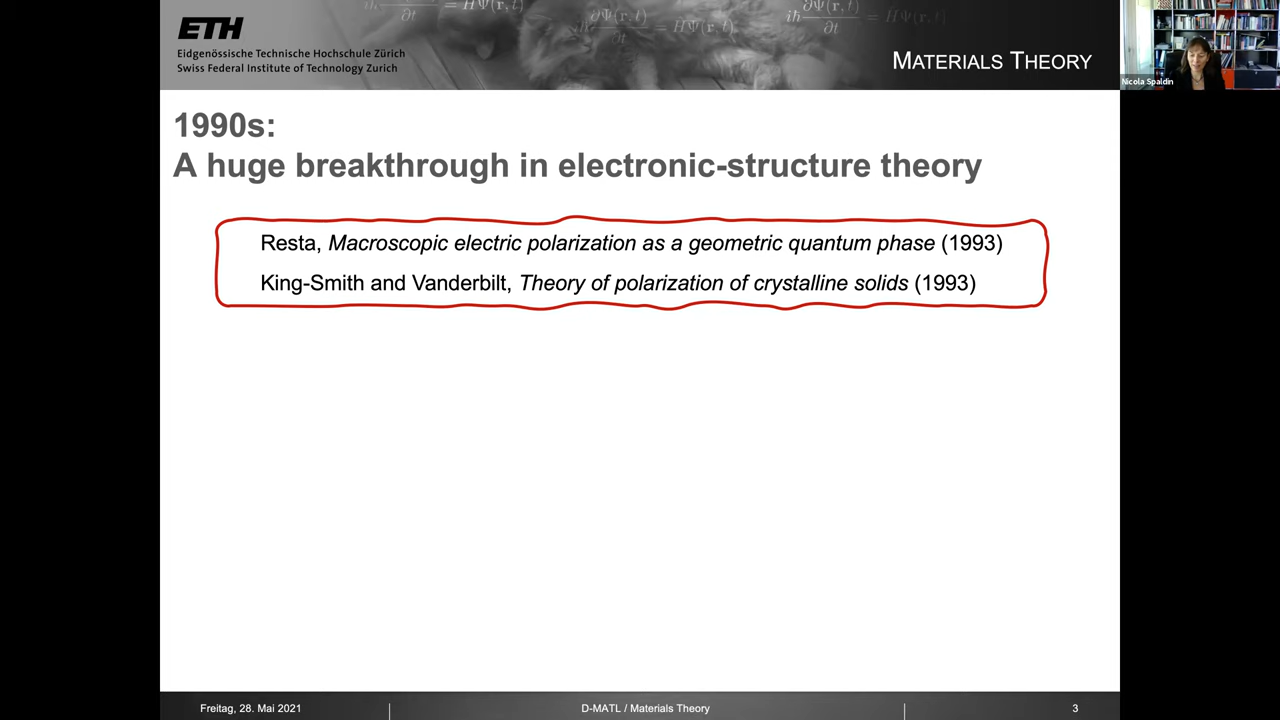 ETH
Eidgenössische Technische Hochschule Zürich
Swiss Federal Institute of Technology Zurich
MATERIALS THEORY
Nicola Spaldin
1990s:
A huge breakthrough in electronic-structure theory
Resta, Macroscopic electric polarization as a geometric quantum phase (1993)
King-Smith and Vanderbilt, Theory of polarization of crystalline solids (1993)
Freitag, 28. Mai 2021
D-MATL / Materials Theory
3